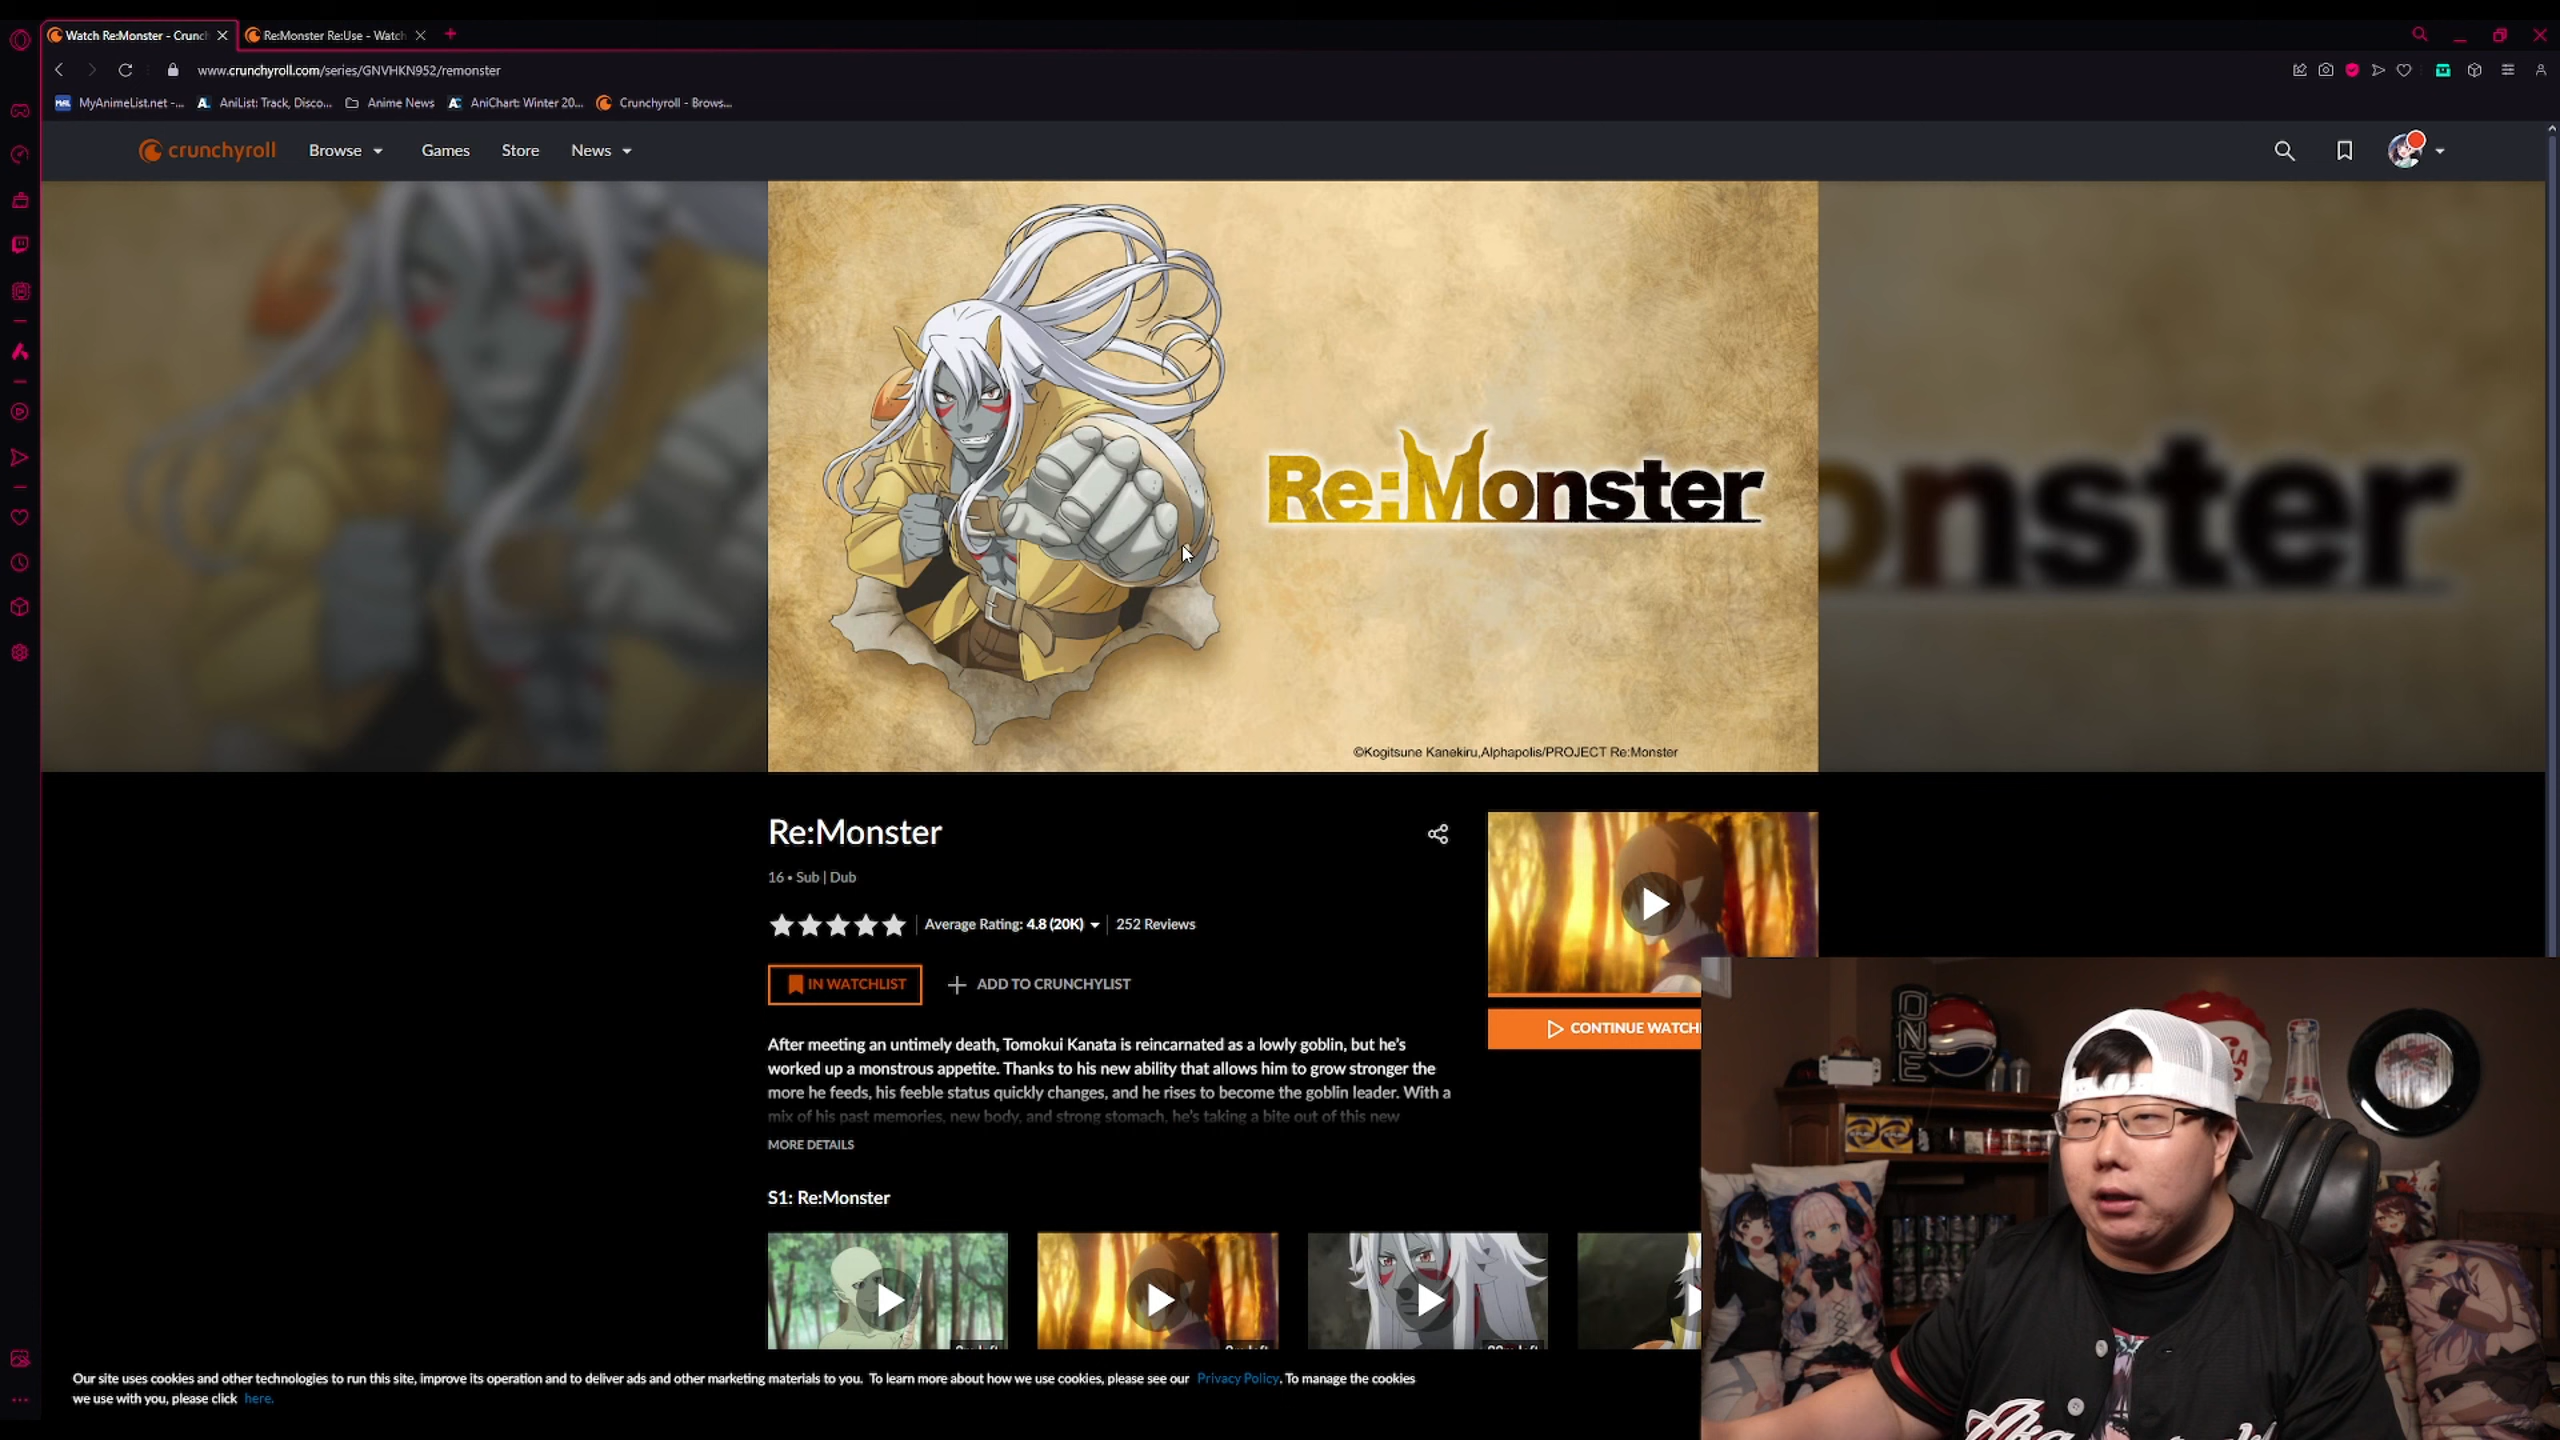 Watch Re:Monster - Crunch
Re:Monster Re:Use - Watch
www.crunchyroll.com/series/GNVHKN952/remonster
MyAnimeList.net -...
AniList: Track, Disco...
Anime News
AniChart: Winter 20...
Crunchyroll - Brows...
crunchyroll
Browse
Games
Store
News
Re:Monster
onster
©Kogitsune Kanekiru,Alphapolis/PROJECT Re:Monster
Re:Monster
16 • Sub | Dub
Average Rating: 4.8 (20K)
252 Reviews
IN WATCHLIST
ADD TO CRUNCHYLIST
CONTINUE WATCHI
After meeting an untimely death, Tomokui Kanata is reincarnated as a lowly goblin, but he's
worked up a monstrous appetite. Thanks to his new ability that allows him to grow stronger the
more he feeds, his feeble status quickly changes, and he rises to become the goblin leader. With a
mix of his past memories, new body, and strong stomach, he's taking a bite out of this new
MORE DETAILS
S1: Re:Monster
Our site uses cookies and other technologies to run this site, improve its operation and to deliver ads and other marketing materials to you. To learn more about how we use cookies, please see our Privacy Policy. To manage the cookies
we use with you, please click here.
ONE